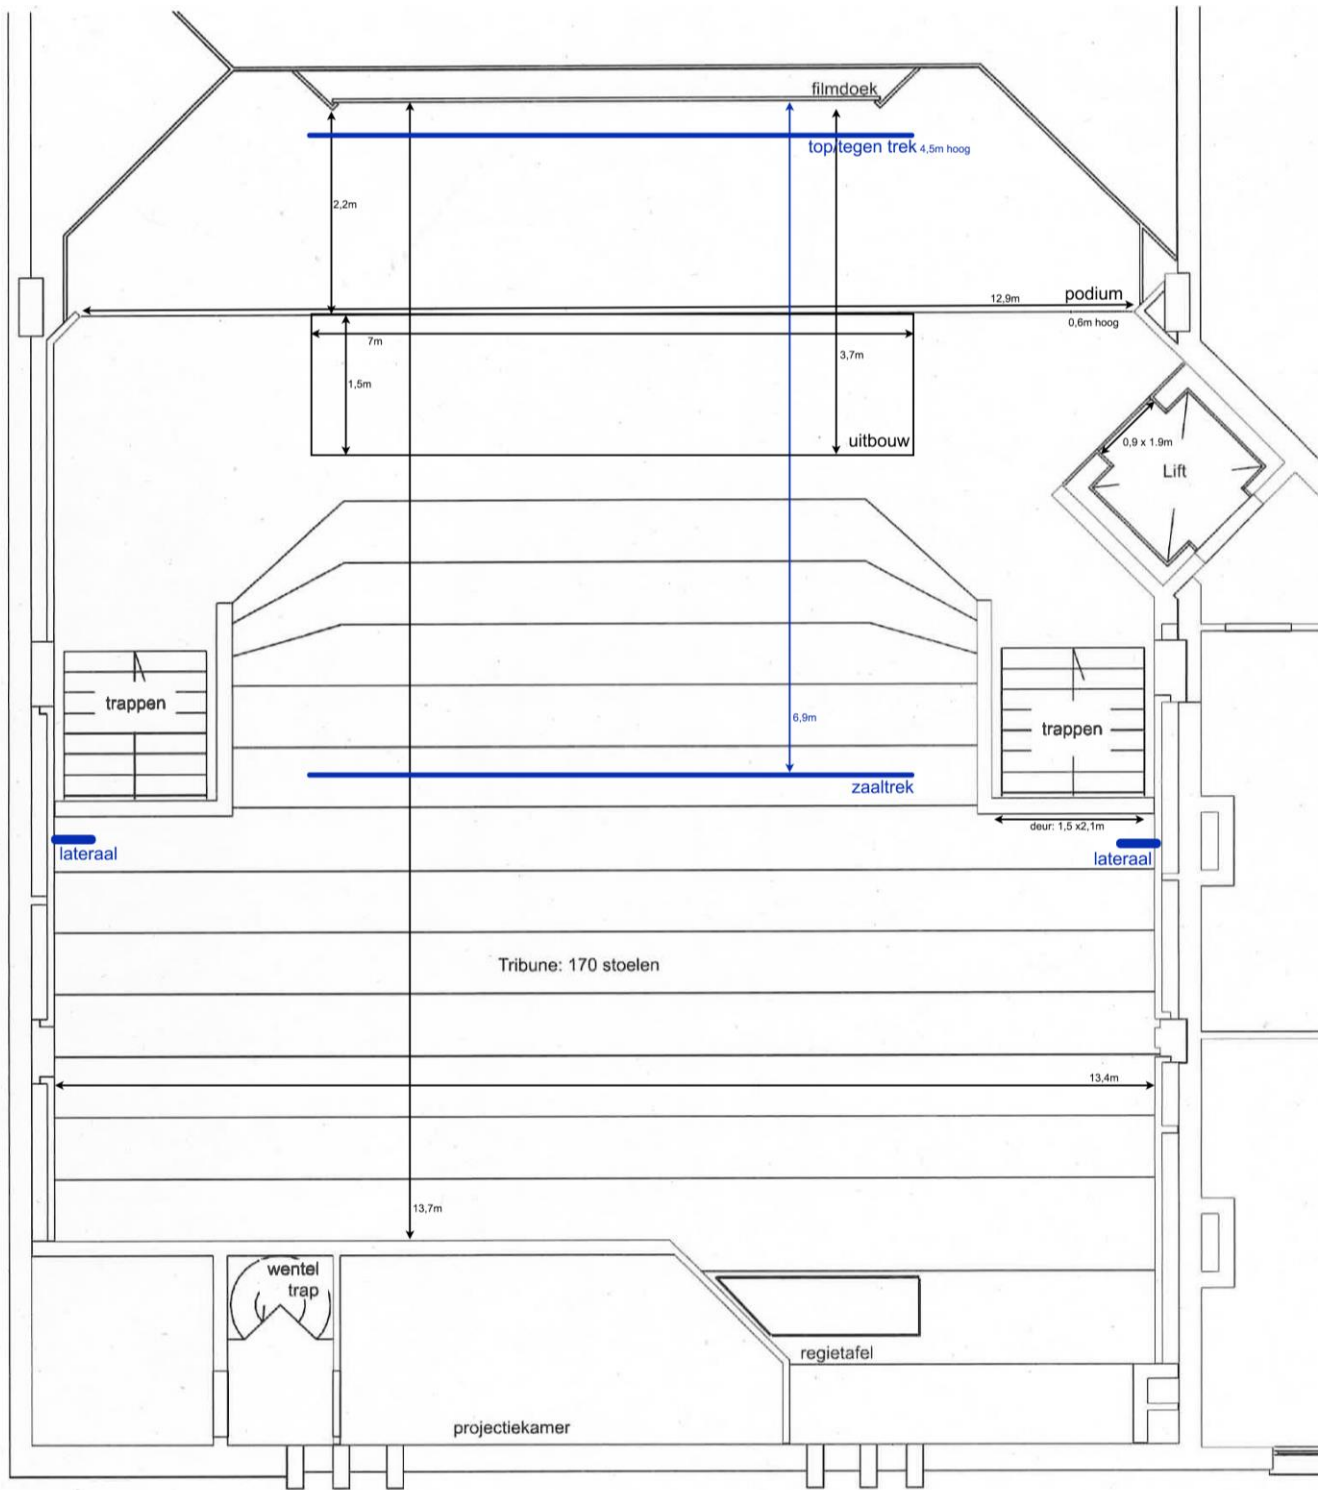 filmdoek
top/tegen trek 4,5m hoog
2,2m
12,9m
podium
0,6m hoog
7m
3,7m
1,5m
uitbouw
0,9 x 1.9m
Lift
trappen
6,9m
trappen
zaaltrek
deur: 1,5 x2,1m
lateraal
lateraal
Tribune: 170 stoelen
13,4m
13,7m
wentel
trap
regietafel
projectiekamer